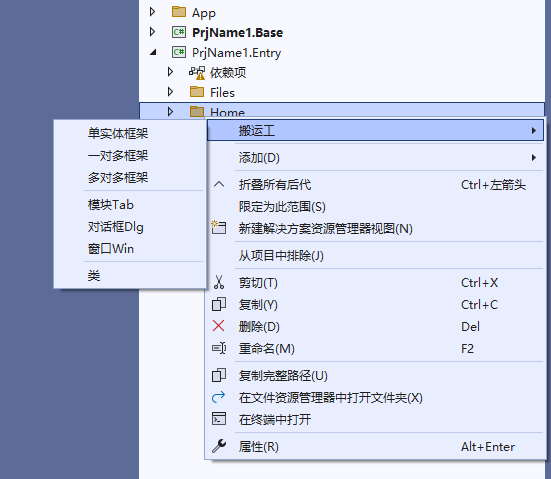 App
PrjName1.Base
PrjName1.Entry
依赖项
Files
Home
搬运工
单实体框架
一对多框架
多对多框架
模块Tab
对话框Dlg
窗口Win
类
添加(D)
折叠所有后代 Ctrl+左箭头
限定为此范围(S)
新建解决方案资源管理器视图(N)
从项目中排除(J)
剪切(T) Ctrl+X
复制(Y) Ctrl+C
删除(D) Del
重命名(M) F2
复制完整路径(U)
在文件资源管理器中打开文件夹(X)
在终端中打开
属性(R) Alt+Enter